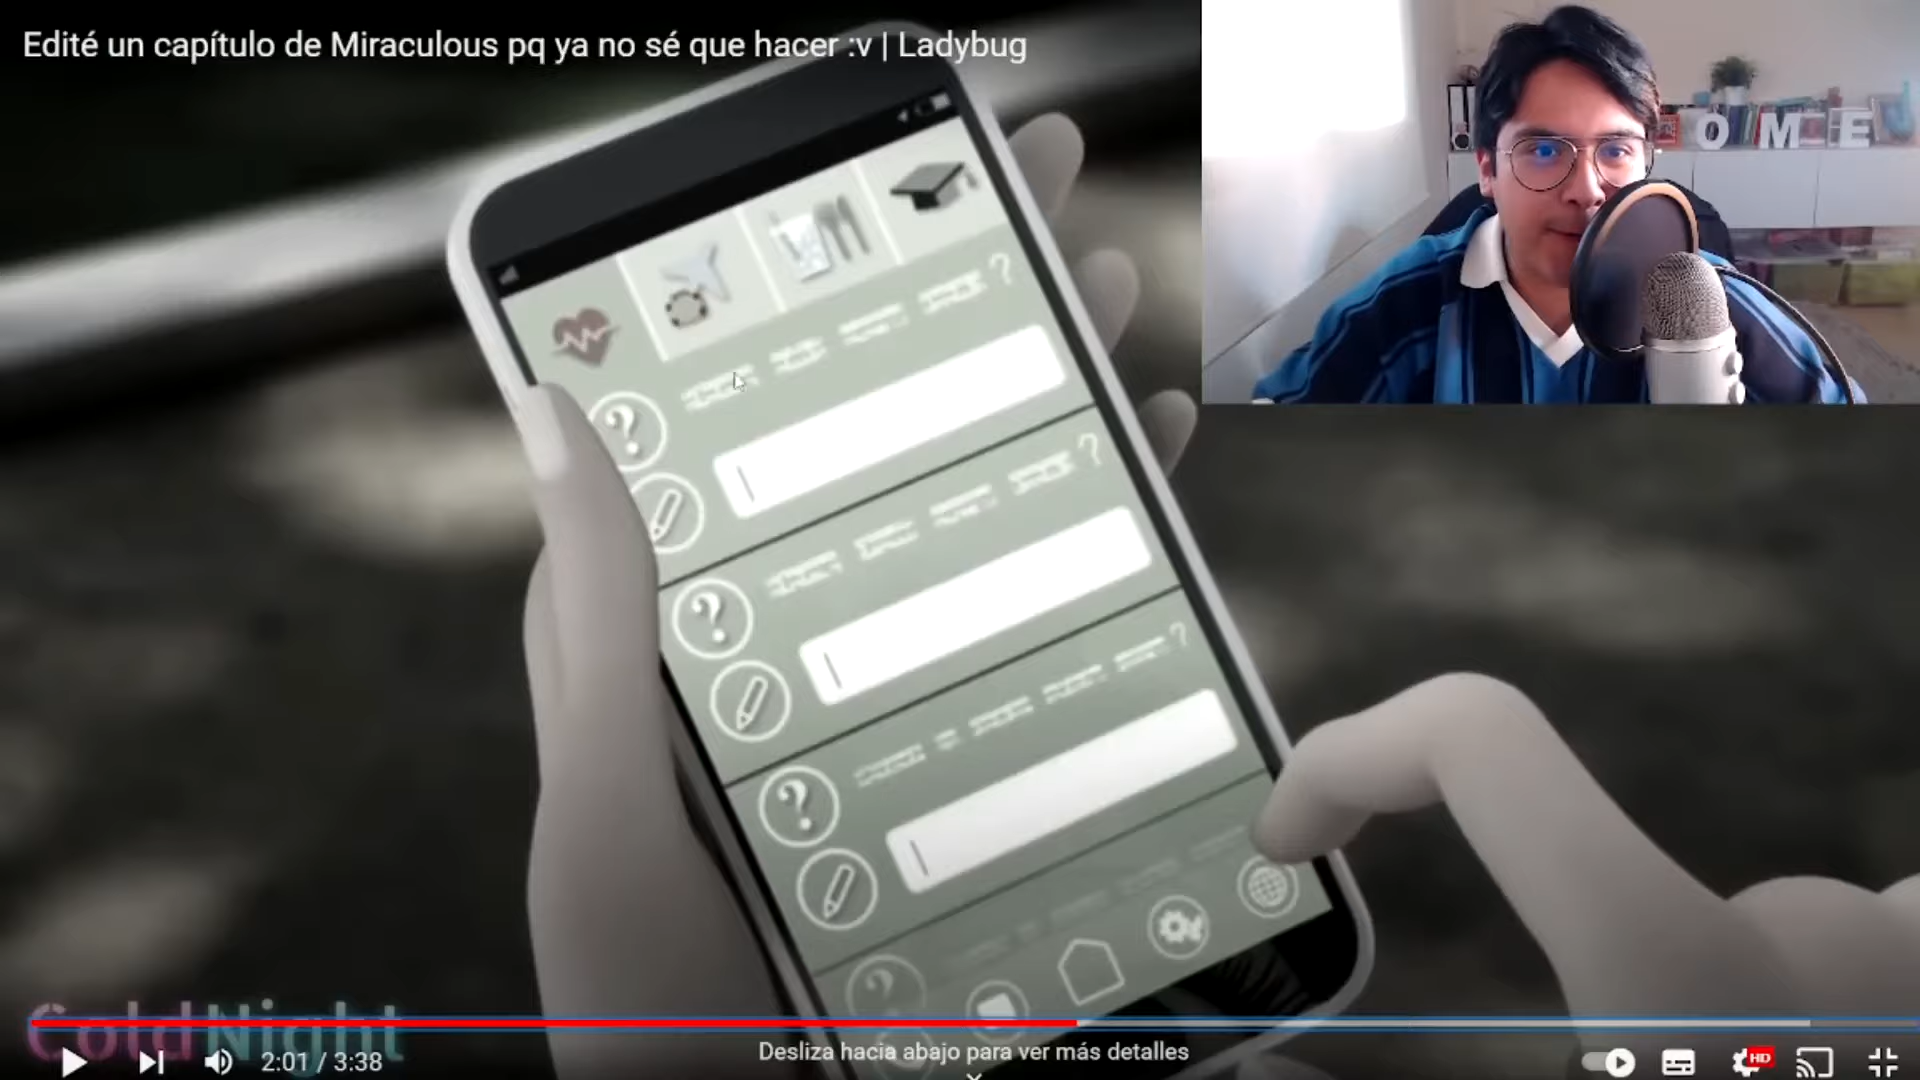 Edité un capítulo de Miraculous pq ya no sé que hacer :v | Ladybug
OME
ColdNight
2:01 / 3:38
Desliza hacia abajo para ver más detalles
HD